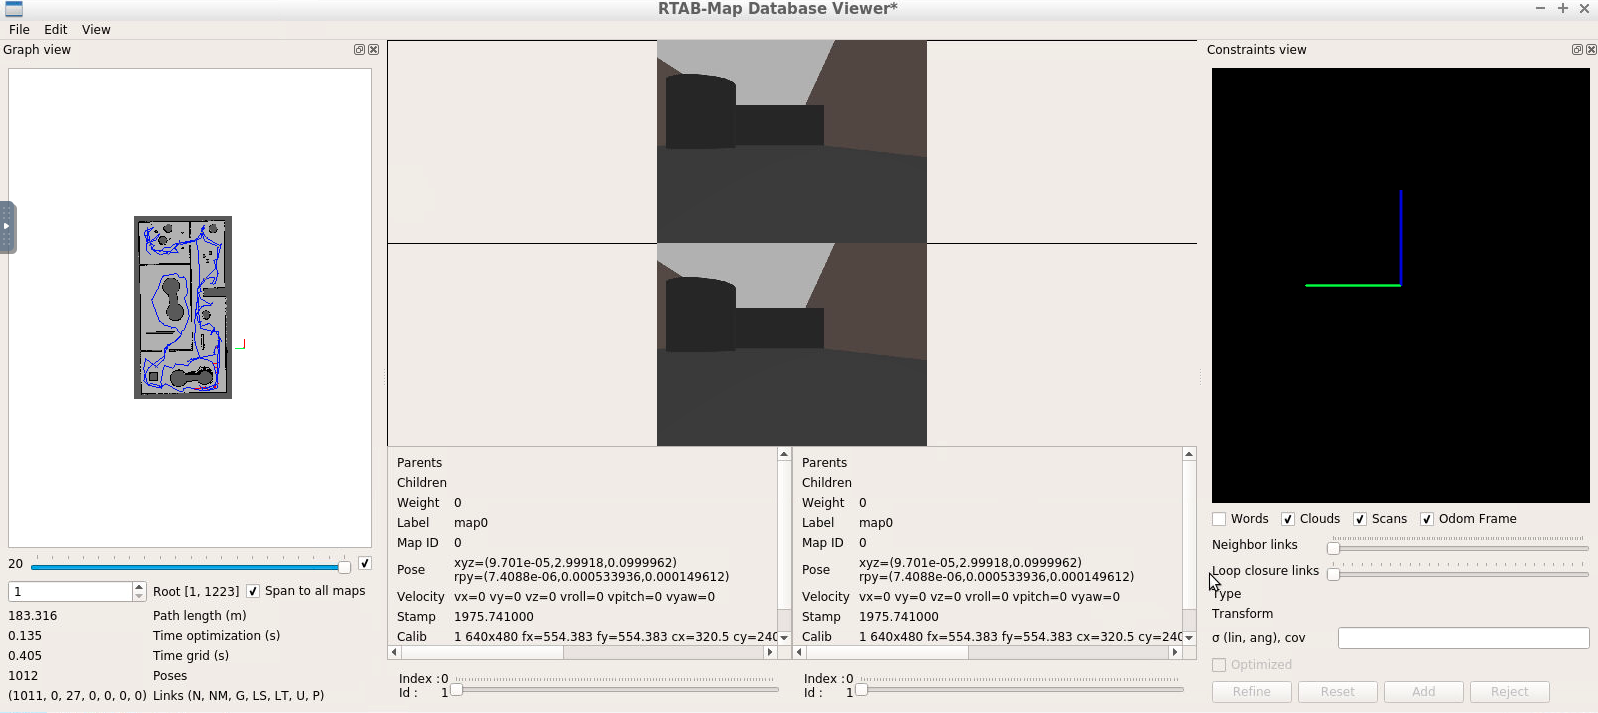 RTAB-Map Database Viewer*
File Edit View
Graph view
20
1 Root [1, 1223] Span to all maps
183.316 Path length (m)
0.135 Time optimization (s)
0.405 Time grid (s)
1012 Poses
(1011, 0, 27, 0, 0, 0, 0) Links (N, NM, G, LS, LT, U, P)
Parents
Children
Weight 0
Label map0
Map ID 0
Pose xyz=(9.701e-05,2.99918,0.0999962)
rpy=(7.4088e-06,0.000533936,0.000149612)
Velocity vx=0 vy=0 vz=0 vroll=0 vpitch=0 vyaw=0
Stamp 1975.741000
Calib 1 640x480 fx=554.383 fy=554.383 cx=320.5 cy=240
Index : 0
Id : 1
Parents
Children
Weight 0
Label map0
Map ID 0
Pose xyz=(9.701e-05,2.99918,0.0999962)
rpy=(7.4088e-06,0.000533936,0.000149612)
Velocity vx=0 vy=0 vz=0 vroll=0 vpitch=0 vyaw=0
Stamp 1975.741000
Calib 1 640x480 fx=554.383 fy=554.383 cx=320.5 cy=240
Index : 0
Id : 1
Constraints view
Words Clouds Scans Odom Frame
Neighbor links
Loop closure links
Type
Transform
σ (lin, ang), cov
Optimized
Refine Reset Add Reject